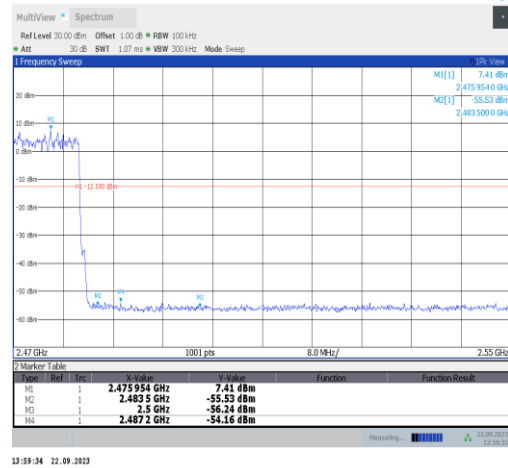 MultiView Spectrum
Ref Level 30.00 dBm Offset 1.00 dB RBW 100 kHz
Att 30 dB SWT 1.07 ms VBW 300 kHz Mode Sweep
1 Frequency Sweep 1Pk View
M1[1] 7.41 dBm
2.475 954 0 GHz
M2[1] -55.53 dBm
2.483 500 0 GHz
20 dBm
10 dBm
M1
0 dBm
-10 dBm
H1 -12.590 dBm
-20 dBm
-30 dBm
-40 dBm
-50 dBm
M2 M4 M3
-60 dBm
2.47 GHz 1001 pts 8.0 MHz/ 2.55 GHz
2 Marker Table
Type Ref Trc X-Value Y-Value Function Function Result
M1 1 2.475 954 GHz 7.41 dBm
M2 1 2.483 5 GHz -55.53 dBm
M3 1 2.5 GHz -56.24 dBm
M4 1 2.487 2 GHz -54.16 dBm
Measuring... 22.09.2023
13:59:33
13:59:34 22.09.2023